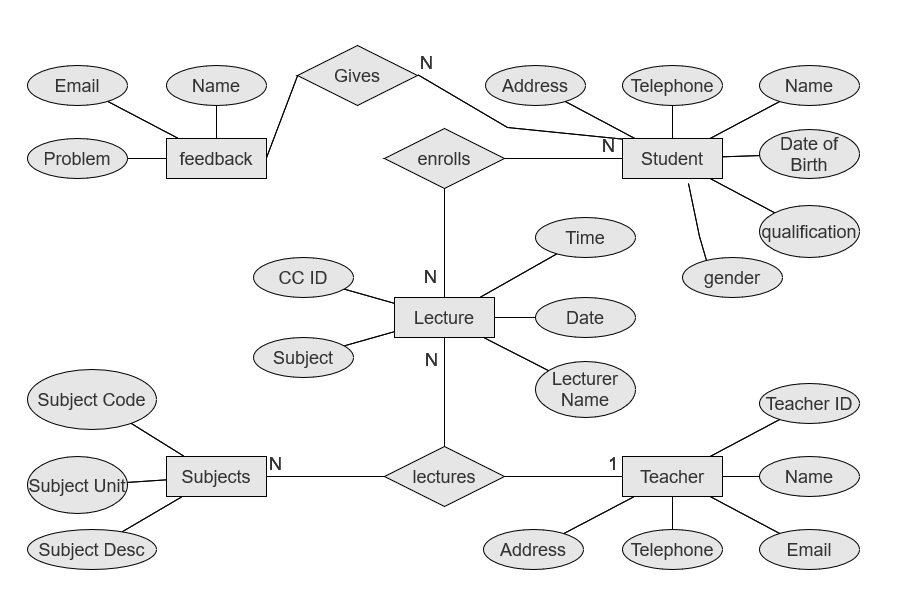 Gives
N
Email
Name
Address
Telephone
Name
Problem
feedback
enrolls
N
Student
Date of
Birth
qualification
gender
Time
CC ID
N
Lecture
Date
Subject
N
Lecturer
Name
Subject Code
Teacher ID
Subject Unit
Subjects
N
lectures
1
Teacher
Name
Subject Desc
Address
Telephone
Email